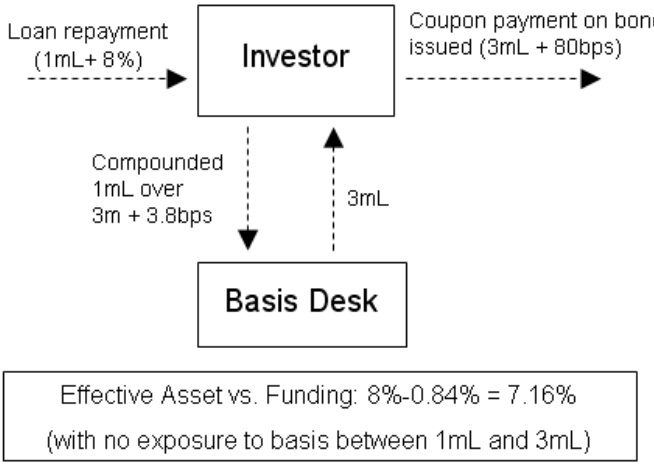 Loan repayment
(1mL+ 8%)
Investor
Coupon payment on
issued (3mL + 80bps)
Compounded
1mL over
3m + 3.8bps
3mL
Basis Desk
Effective Asset vs. Funding: 8%-0.84% = 7.16%
(with no exposure to basis between 1mL and 3mL)